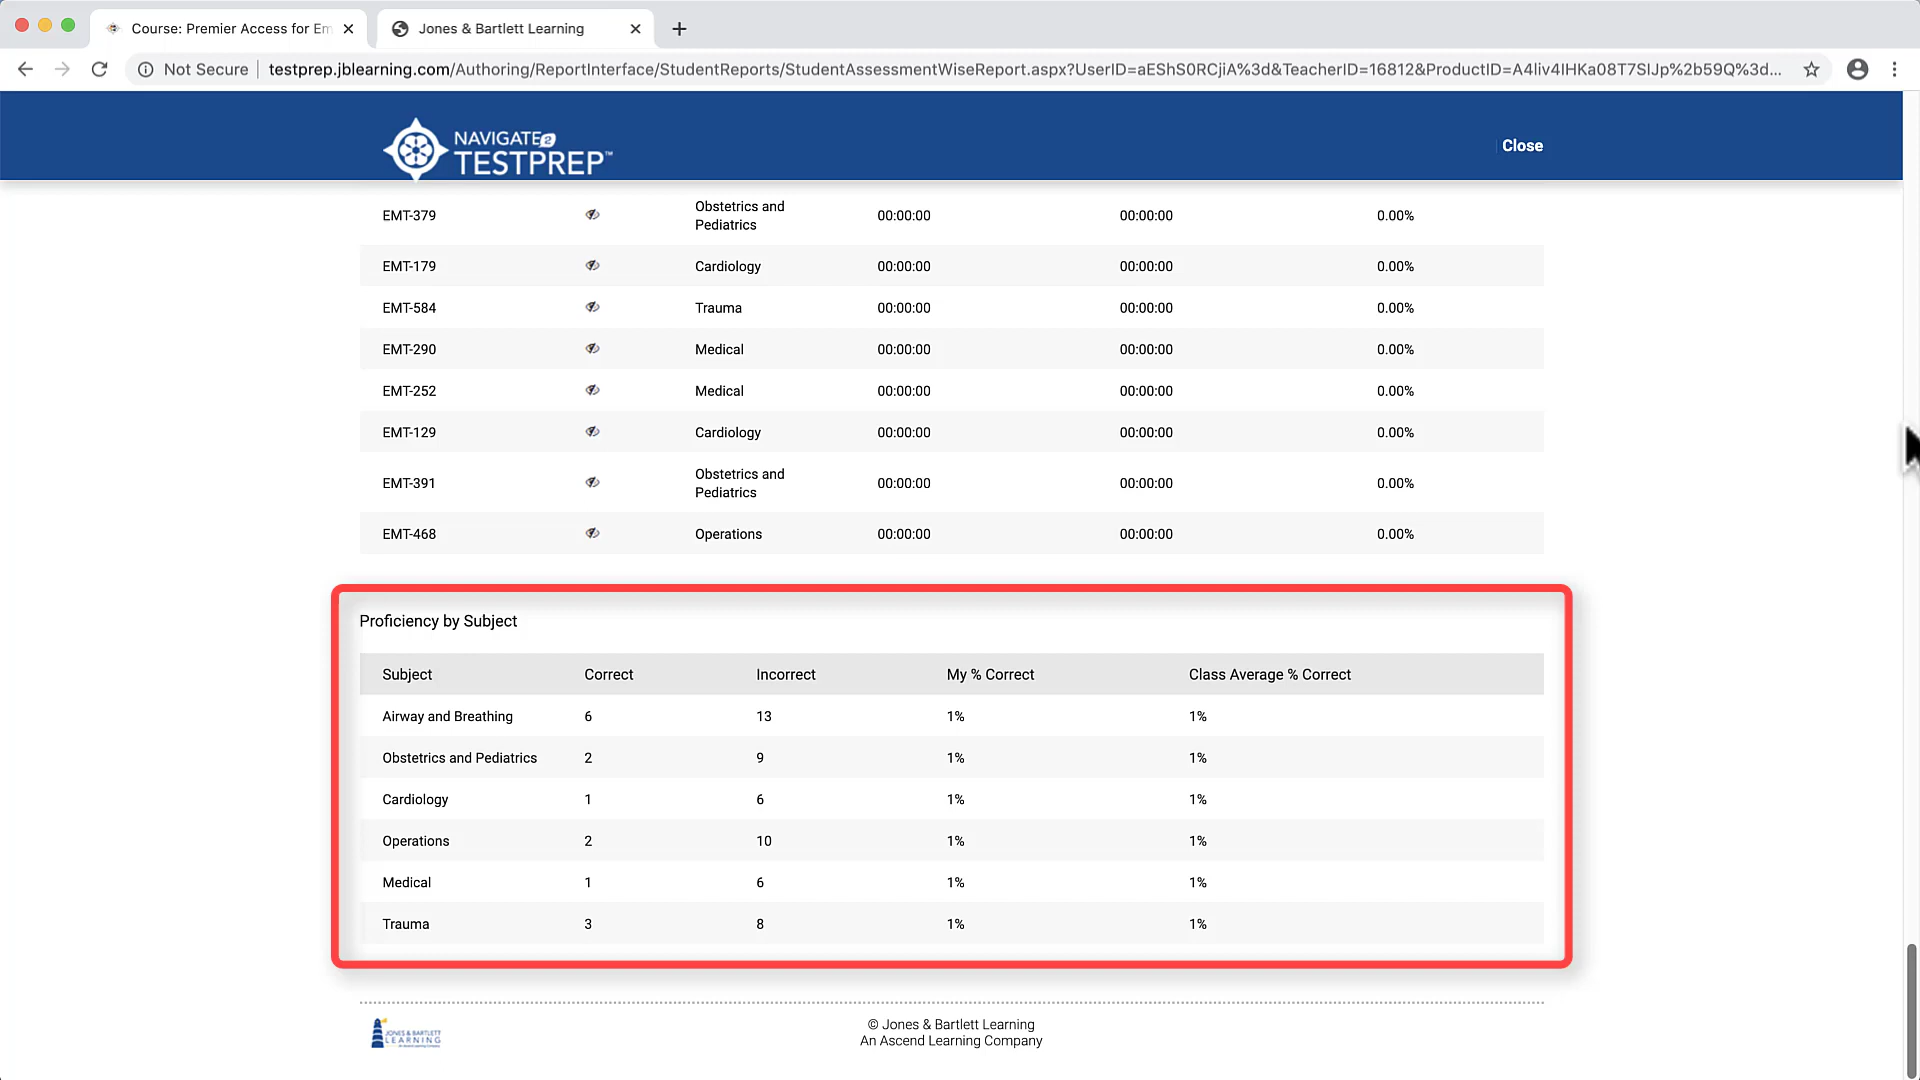 Course: Premier Access for Em
Jones & Bartlett Learning
Not Secure testprep.jblearning.com/Authoring/ReportInterface/StudentReports/StudentAssessmentWiseReport.aspx?UserID=aEShS0RCjiA%3d&TeacherID=16812&ProductID=A4liv4IHKa08T7SIJp%2b59Q%3d...
NAVIGATE 2
TESTPREP™
Close
EMT-379 Obstetrics and Pediatrics 00:00:00 00:00:00 0.00%
EMT-179 Cardiology 00:00:00 00:00:00 0.00%
EMT-584 Trauma 00:00:00 00:00:00 0.00%
EMT-290 Medical 00:00:00 00:00:00 0.00%
EMT-252 Medical 00:00:00 00:00:00 0.00%
EMT-129 Cardiology 00:00:00 00:00:00 0.00%
EMT-391 Obstetrics and Pediatrics 00:00:00 00:00:00 0.00%
EMT-468 Operations 00:00:00 00:00:00 0.00%
Proficiency by Subject
Subject Correct Incorrect My % Correct Class Average % Correct
Airway and Breathing 6 13 1% 1%
Obstetrics and Pediatrics 2 9 1% 1%
Cardiology 1 6 1% 1%
Operations 2 10 1% 1%
Medical 1 6 1% 1%
Trauma 3 8 1% 1%
JONES & BARTLETT
LEARNING
© Jones & Bartlett Learning
An Ascend Learning Company